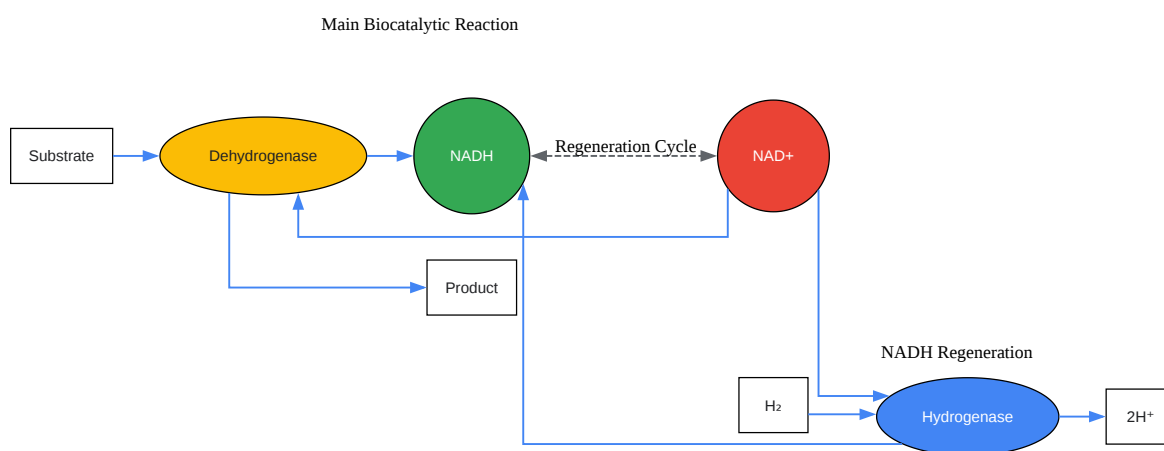 Main Biocatalytic Reaction
Substrate
Dehydrogenase
NADH
Regeneration Cycle
NAD+
Product
NADH Regeneration
H₂
Hydrogenase
2H⁺